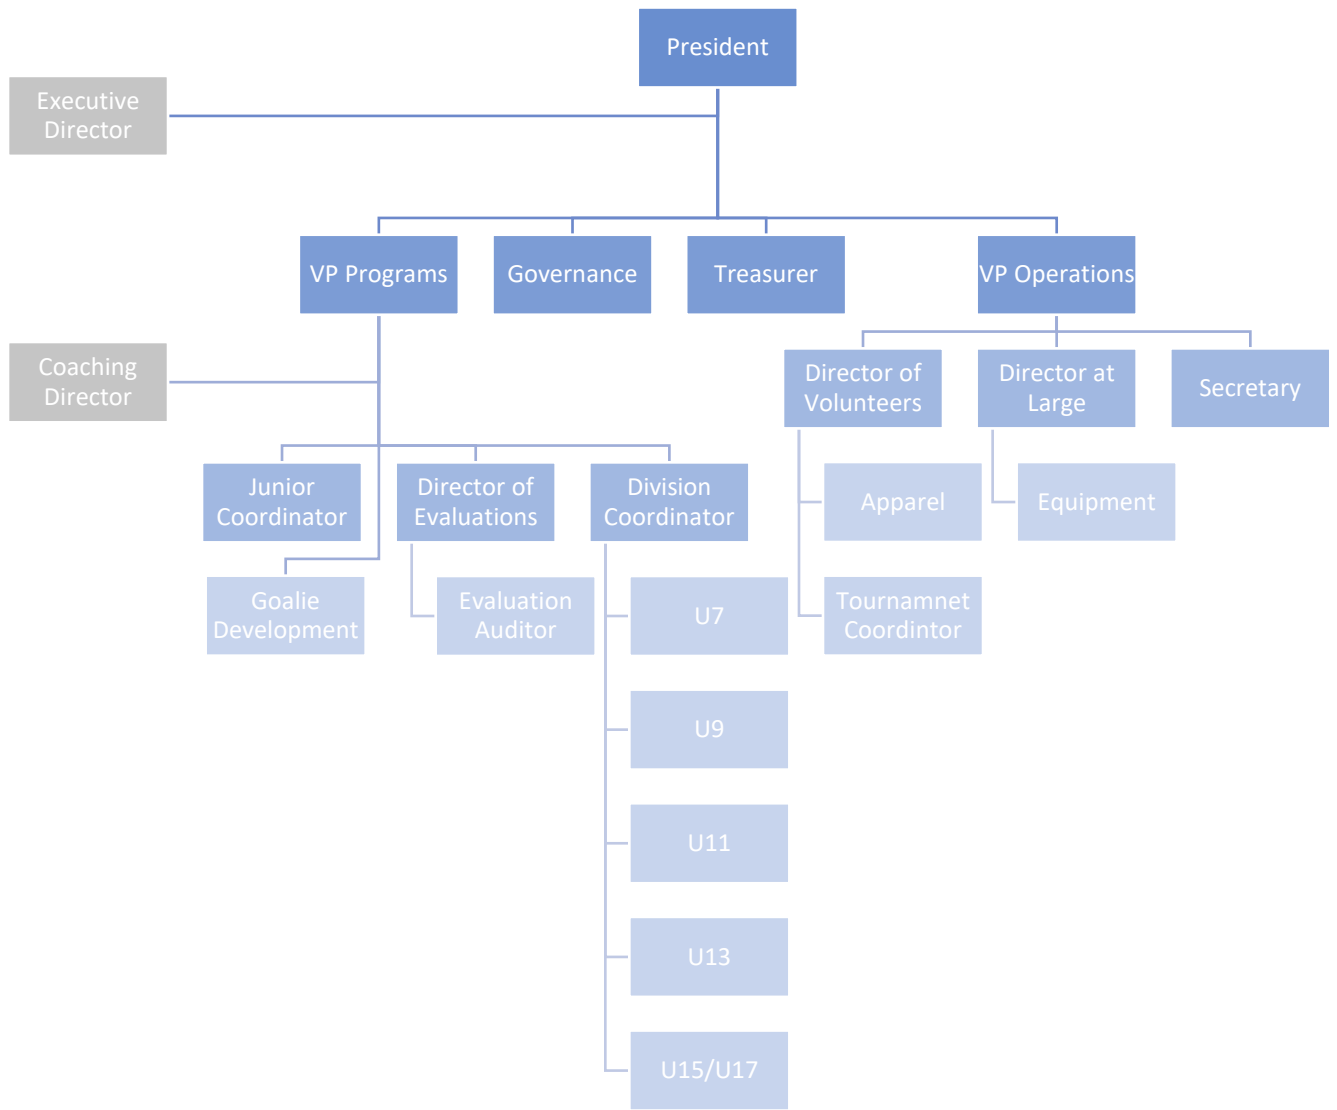 President
Executive
Director
VP Programs
Governance
Treasurer
VP Operations
Coaching
Director
Director of
Volunteers
Director at
Large
Secretary
Junior
Coordinator
Director of
Evaluations
Division
Coordinator
Apparel
Equipment
Goalie
Development
Evaluation
Auditor
U7
Tournamnet
Coordintor
U9
U11
U13
U15/U17